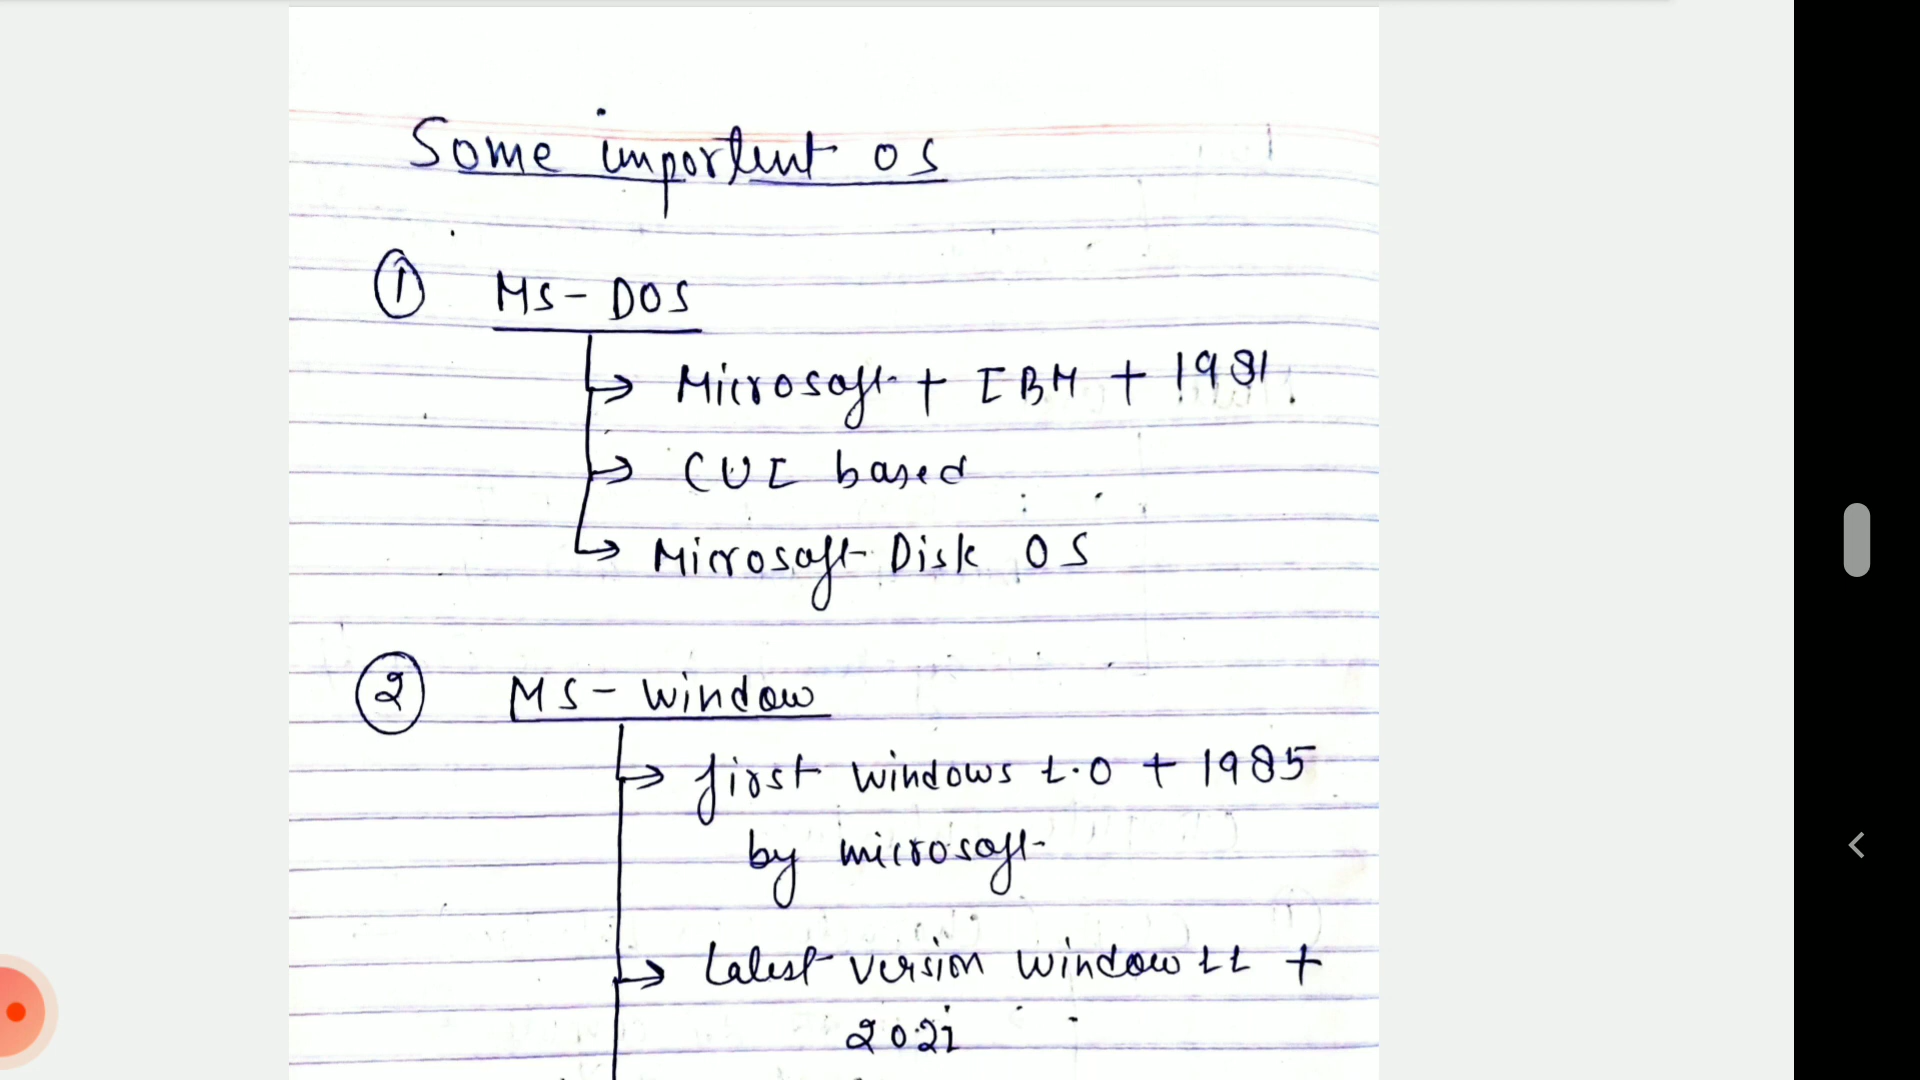 Some important OS
① MS-DOS
→ Microsoft + IBM + 1981.
→ CUI based
→ Microsoft Disk OS
② MS-Window
→ first windows 1.0 + 1985
by microsoft
→ Latest version window 11 +
2021